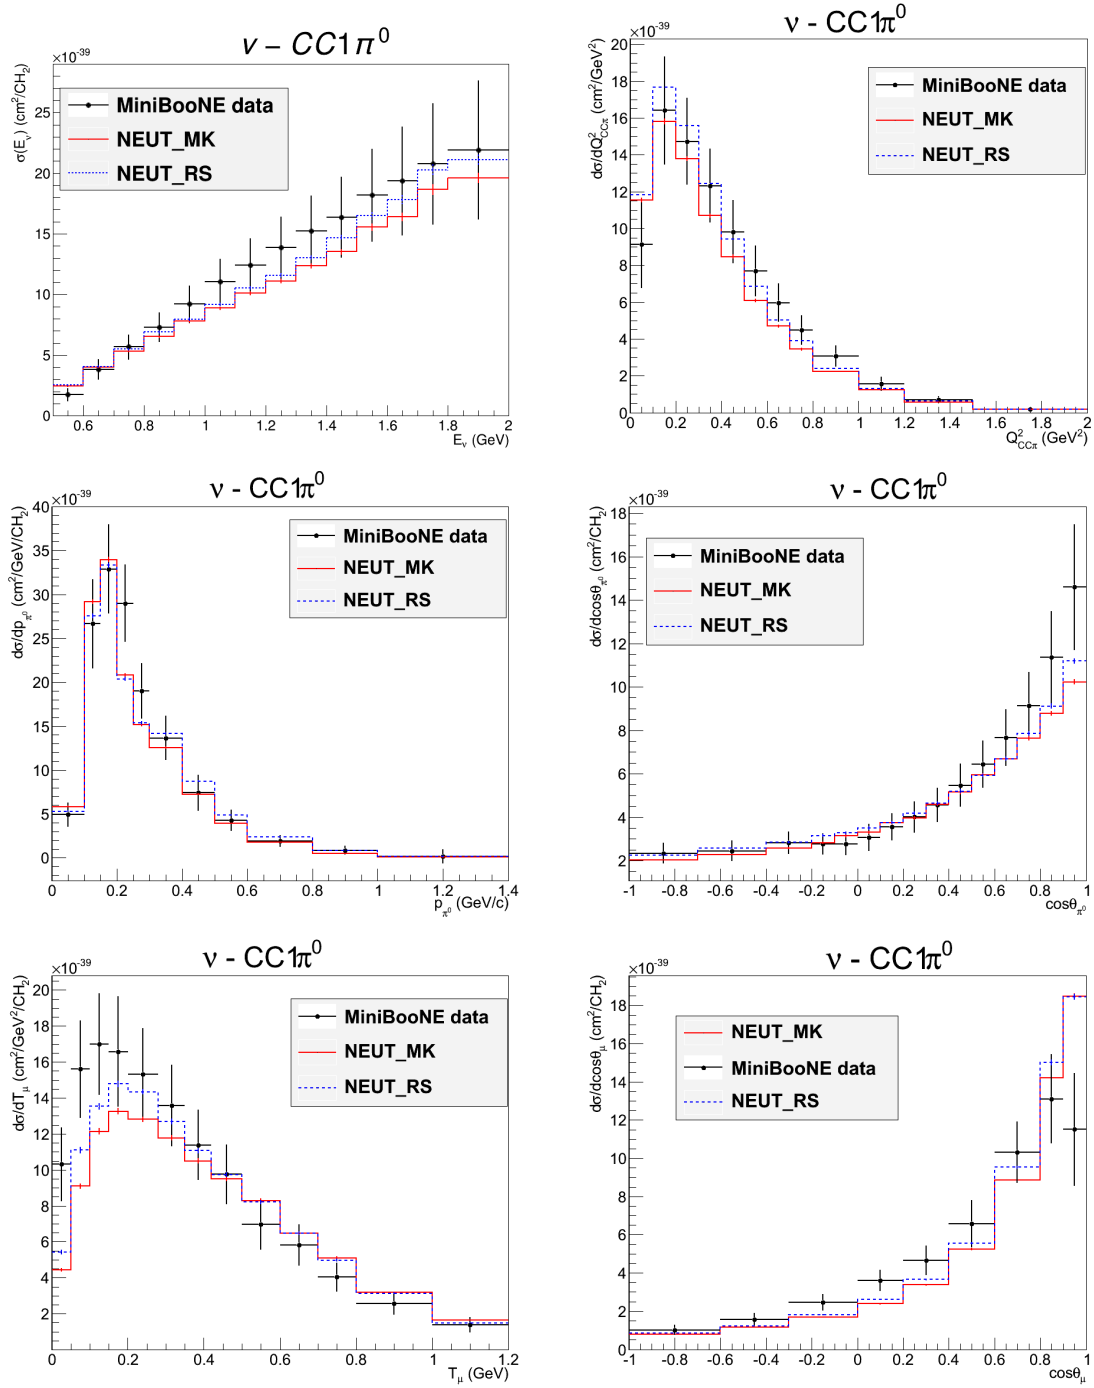 ν – CC1π⁰
×10⁻³⁹
σ(E_ν) (cm²/CH₂)
MiniBooNE data
NEUT_MK
NEUT_RS
25
20
15
10
5
0
0.6 0.8 1 1.2 1.4 1.6 1.8 2
E_ν (GeV)
ν - CC1π⁰
×10⁻³⁹
dσ/dQ²_CCπ (cm²/GeV²)
MiniBooNE data
NEUT_MK
NEUT_RS
20
18
16
14
12
10
8
6
4
2
0
0 0.2 0.4 0.6 0.8 1 1.2 1.4 1.6 1.8 2
Q²_CCπ (GeV²)
ν - CC1π⁰
×10⁻³⁹
dσ/dp_π⁰ (cm²/GeV/CH₂)
MiniBooNE data
NEUT_MK
NEUT_RS
40
35
30
25
20
15
10
5
0
0 0.2 0.4 0.6 0.8 1 1.2 1.4
p_π⁰ (GeV/c)
ν - CC1π⁰
×10⁻³⁹
dσ/dcosθ_π⁰ (cm²/CH₂)
MiniBooNE data
NEUT_MK
NEUT_RS
18
16
14
12
10
8
6
4
2
-1 -0.8 -0.6 -0.4 -0.2 0 0.2 0.4 0.6 0.8 1
cosθ_π⁰
ν - CC1π⁰
×10⁻³⁹
dσ/dT_μ (cm²/GeV²/CH₂)
MiniBooNE data
NEUT_MK
NEUT_RS
20
18
16
14
12
10
8
6
4
2
0 0.2 0.4 0.6 0.8 1 1.2
T_μ (GeV)
ν - CC1π⁰
×10⁻³⁹
dσ/dcosθ_μ (cm²/CH₂)
NEUT_MK
MiniBooNE data
NEUT_RS
18
16
14
12
10
8
6
4
2
0
-1 -0.8 -0.6 -0.4 -0.2 0 0.2 0.4 0.6 0.8 1
cosθ_μ